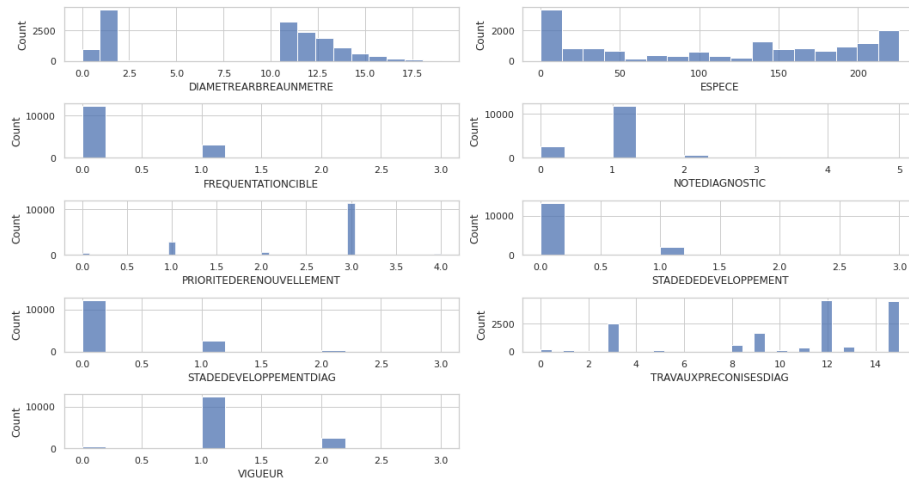 Count
2500
0
0.0 2.5 5.0 7.5 10.0 12.5 15.0 17.5
DIAMETREARBREAUNMETRE
Count
2000
0
0 50 100 150 200
ESPECE
Count
10000
0
0.0 0.5 1.0 1.5 2.0 2.5 3.0
FREQUENTATIONCIBLE
Count
10000
0
0 1 2 3 4 5
NOTEDIAGNOSTIC
Count
10000
0
0.0 0.5 1.0 1.5 2.0 2.5 3.0 3.5 4.0
PRIORITEDERENOUVELLEMENT
Count
10000
0
0.0 0.5 1.0 1.5 2.0 2.5 3.0
STADEDEDEVELOPPEMENT
Count
10000
0
0.0 0.5 1.0 1.5 2.0 2.5 3.0
STADEDEVELOPPEMENTDIAG
Count
2500
0
0 2 4 6 8 10 12 14
TRAVAUXPRECONISESDIAG
Count
10000
0
0.0 0.5 1.0 1.5 2.0 2.5 3.0
VIGUEUR